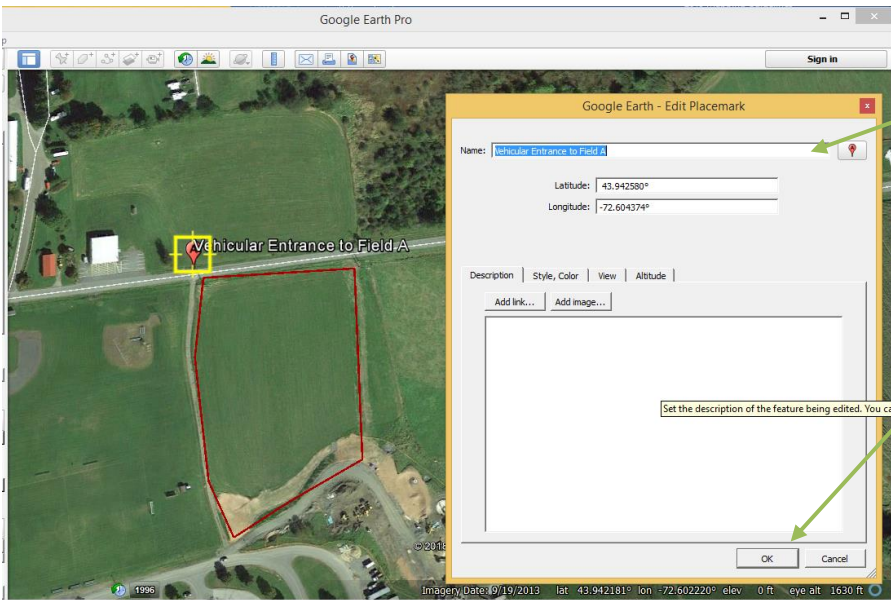 Google Earth Pro
Sign in
Google Earth - Edit Placemark
Name: Vehicular Entrance to Field A
Latitude: 43.942580°
Longitude: -72.604374°
A Vehicular Entrance to Field A
Description Style, Color View Altitude
Add link... Add image...
Set the description of the feature being edited. You ca
OK Cancel
© 2018
1996
Imagery Date: 9/19/2013 lat 43.942181° lon -72.602220° elev 0 ft eye alt 1630 ft